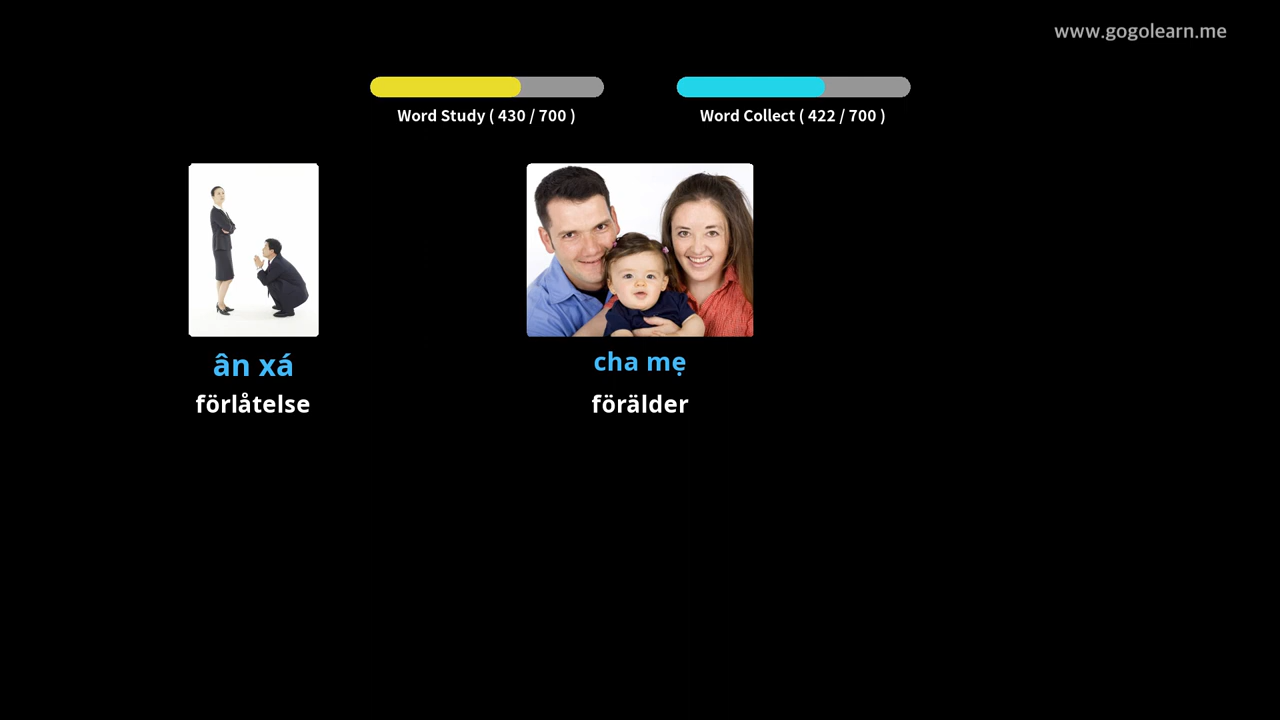 www.gogolearn.me
Word Study ( 430 / 700 )
Word Collect ( 422 / 700 )
ân xá
förlåtelse
cha mẹ
förälder